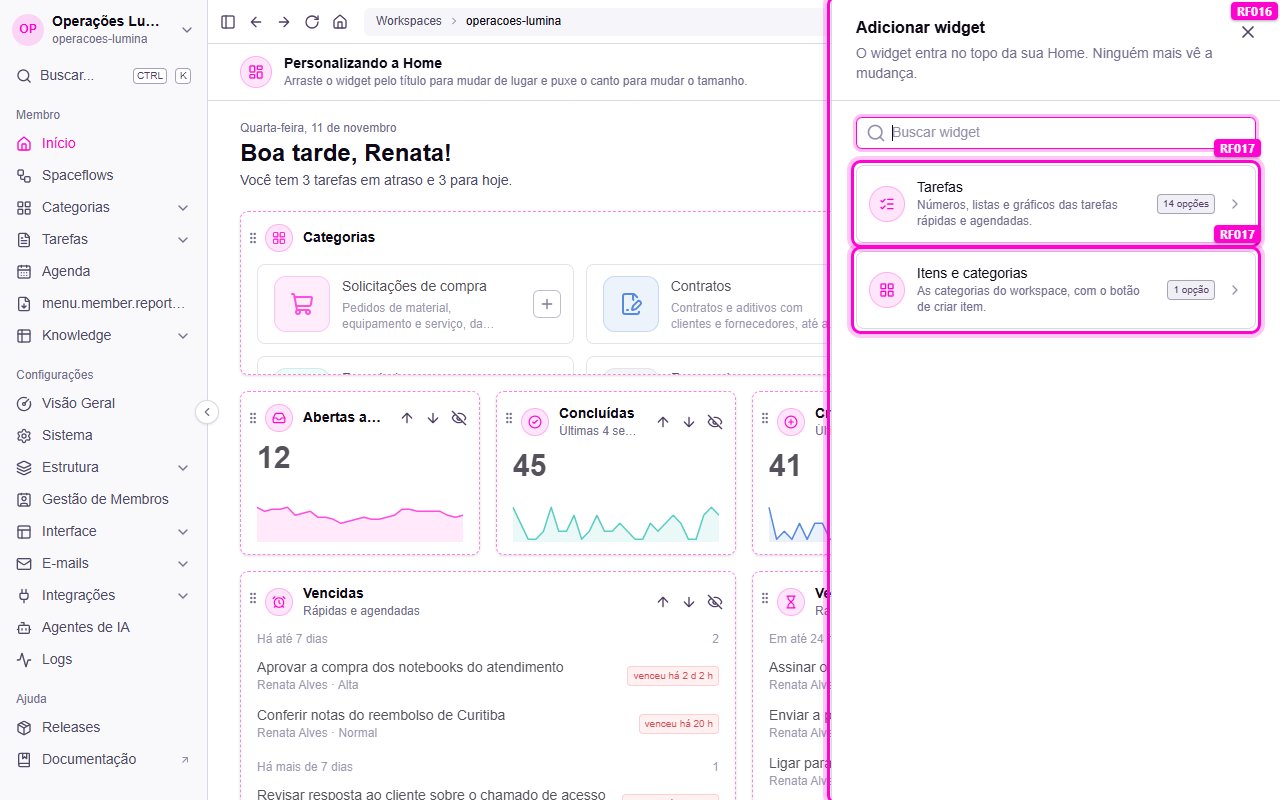 OP
Operações Lu…
operacoes-lumina
Buscar...
CTRL K
Membro
Início
Spaceflows
Categorias
Tarefas
Agenda
menu.member.report…
Knowledge
Configurações
Visão Geral
Sistema
Estrutura
Gestão de Membros
Interface
E-mails
Integrações
Agentes de IA
Logs
Ajuda
Releases
Documentação
Workspaces
operacoes-lumina
Personalizando a Home
Arraste o widget pelo título para mudar de lugar e puxe o canto para mudar o tamanho.
Quarta-feira, 11 de novembro
Boa tarde, Renata!
Você tem 3 tarefas em atraso e 3 para hoje.
Categorias
Solicitações de compra
Pedidos de material,
equipamento e serviço, da…
Contratos
Contratos e aditivos com
clientes e fornecedores, até a
Abertas a…
12
Concluídas
Últimas 4 se…
45
41
Vencidas
Rápidas e agendadas
Há até 7 dias
2
Aprovar a compra dos notebooks do atendimento
Renata Alves · Alta
venceu há 2 d 2 h
Conferir notas do reembolso de Curitiba
Renata Alves · Normal
venceu há 20 h
Há mais de 7 dias
1
Revisar resposta ao cliente sobre o chamado de acesso
Em até 24
Assinar o
Renata Alve
Enviar a
Renata Alve
Ligar para
Renata Alve
RF016
Adicionar widget
O widget entra no topo da sua Home. Ninguém mais vê a
mudança.
Buscar widget
RF017
Tarefas
Números, listas e gráficos das tarefas
rápidas e agendadas.
14 opções
RF017
Itens e categorias
As categorias do workspace, com o botão
de criar item.
1 opção